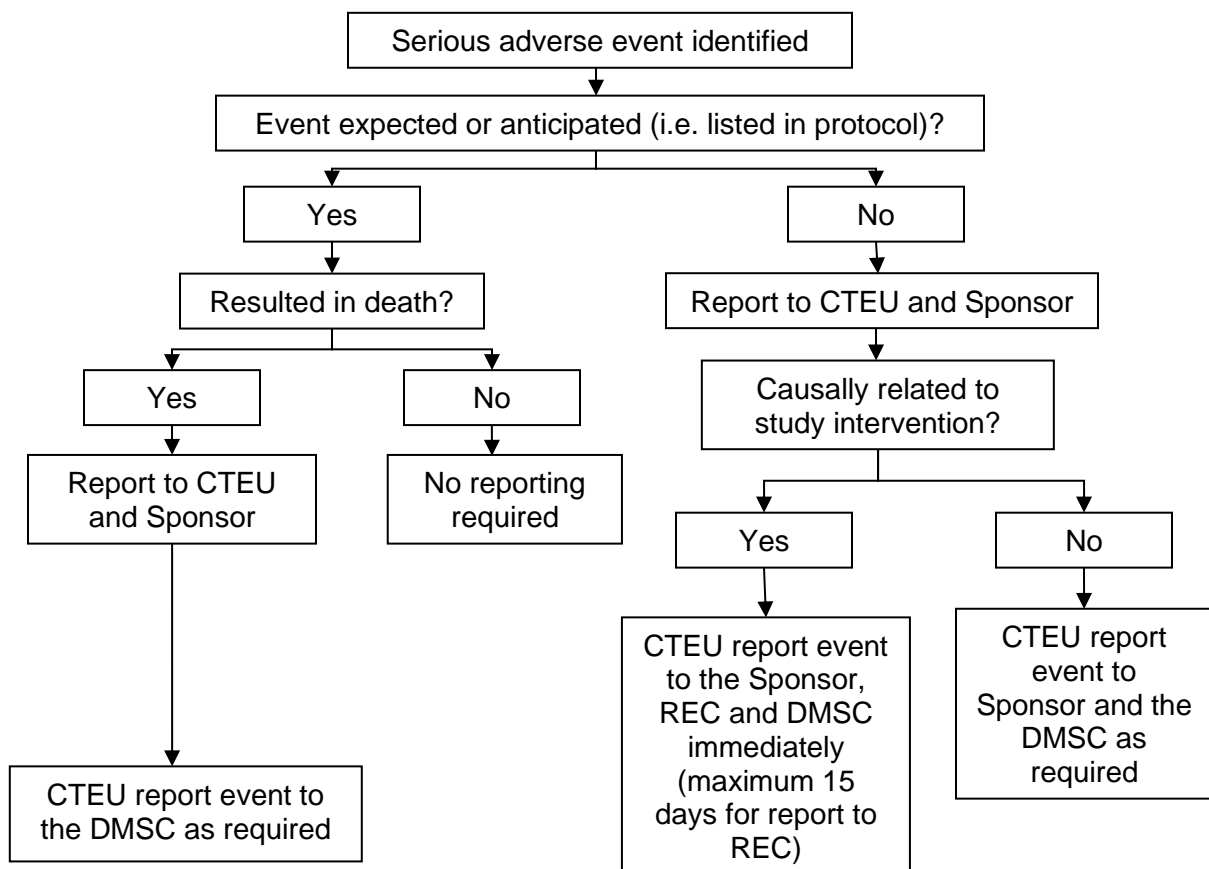 Serious adverse event identified
Event expected or anticipated (i.e. listed in protocol)?
Yes
No
Resulted in death?
Report to CTEU and Sponsor
Yes
No
Causally related to
study intervention?
Report to CTEU
and Sponsor
No reporting
required
Yes
No
CTEU report event
to the Sponsor,
REC and DMSC
immediately
(maximum 15
days for report to
REC)
CTEU report
event to
Sponsor and the
DMSC as
required
CTEU report event to
the DMSC as required